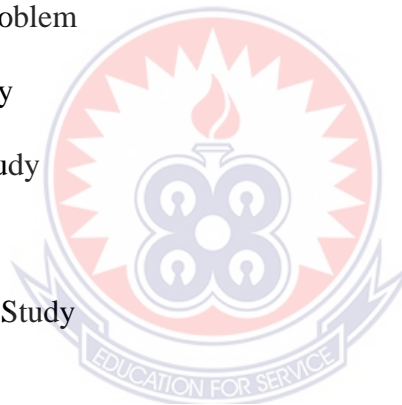 oblem
y
udy
Study
EDUCATION FOR SERVICE